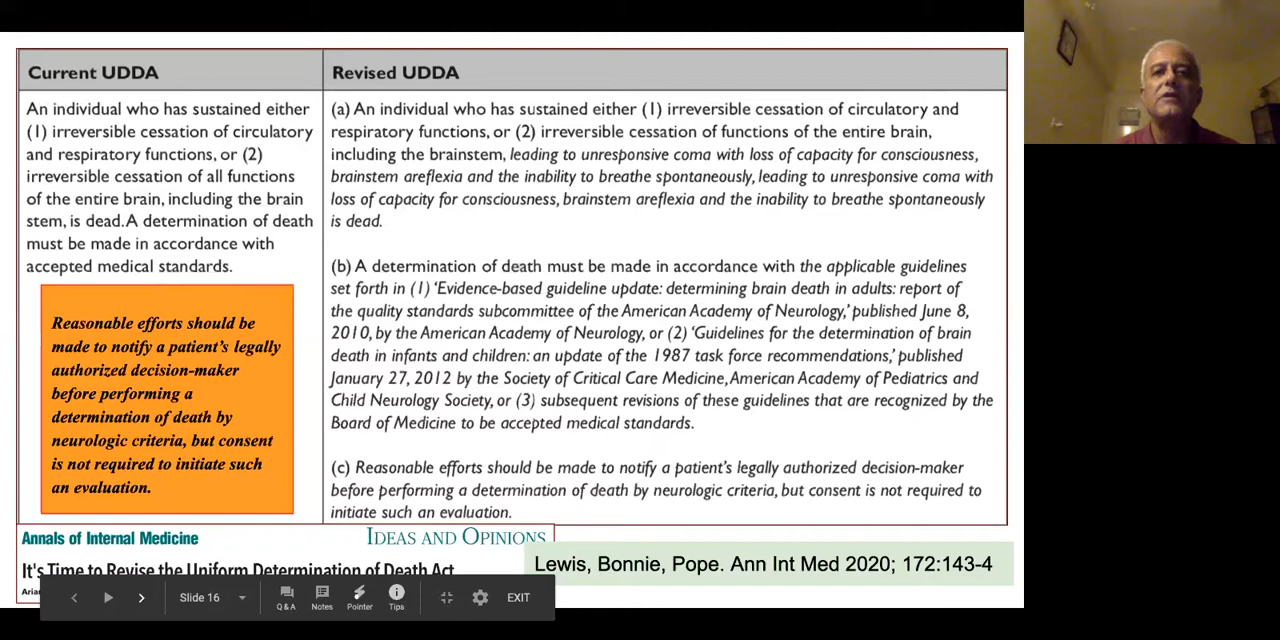 Current UDDA
An individual who has sustained either
(1) irreversible cessation of circulatory
and respiratory functions, or (2)
irreversible cessation of all functions
of the entire brain, including the brain
stem, is dead. A determination of death
must be made in accordance with
accepted medical standards.
Reasonable efforts should be
made to notify a patient's legally
authorized decision-maker
before performing a
determination of death by
neurologic criteria, but consent
is not required to initiate such
an evaluation.
Revised UDDA
(a) An individual who has sustained either (1) irreversible cessation of circulatory and
respiratory functions, or (2) irreversible cessation of functions of the entire brain,
including the brainstem, leading to unresponsive coma with loss of capacity for consciousness,
brainstem areflexia and the inability to breathe spontaneously, leading to unresponsive coma with
loss of capacity for consciousness, brainstem areflexia and the inability to breathe spontaneously
is dead.
(b) A determination of death must be made in accordance with the applicable guidelines
set forth in (1) 'Evidence-based guideline update: determining brain death in adults: report of
the quality standards subcommittee of the American Academy of Neurology,' published June 8,
2010, by the American Academy of Neurology, or (2) 'Guidelines for the determination of brain
death in infants and children: an update of the 1987 task force recommendations,' published
January 27, 2012 by the Society of Critical Care Medicine, American Academy of Pediatrics and
Child Neurology Society, or (3) subsequent revisions of these guidelines that are recognized by the
Board of Medicine to be accepted medical standards.
(c) Reasonable efforts should be made to notify a patient's legally authorized decision-maker
before performing a determination of death by neurologic criteria, but consent is not required to
initiate such an evaluation.
Annals of Internal Medicine
IDEAS AND OPINIONS
It's Time to Revise the Uniform Determination of Death Act
Lewis, Bonnie, Pope. Ann Int Med 2020; 172:143-4
Slide 16
Q & A
Notes
Pointer
Tips
EXIT